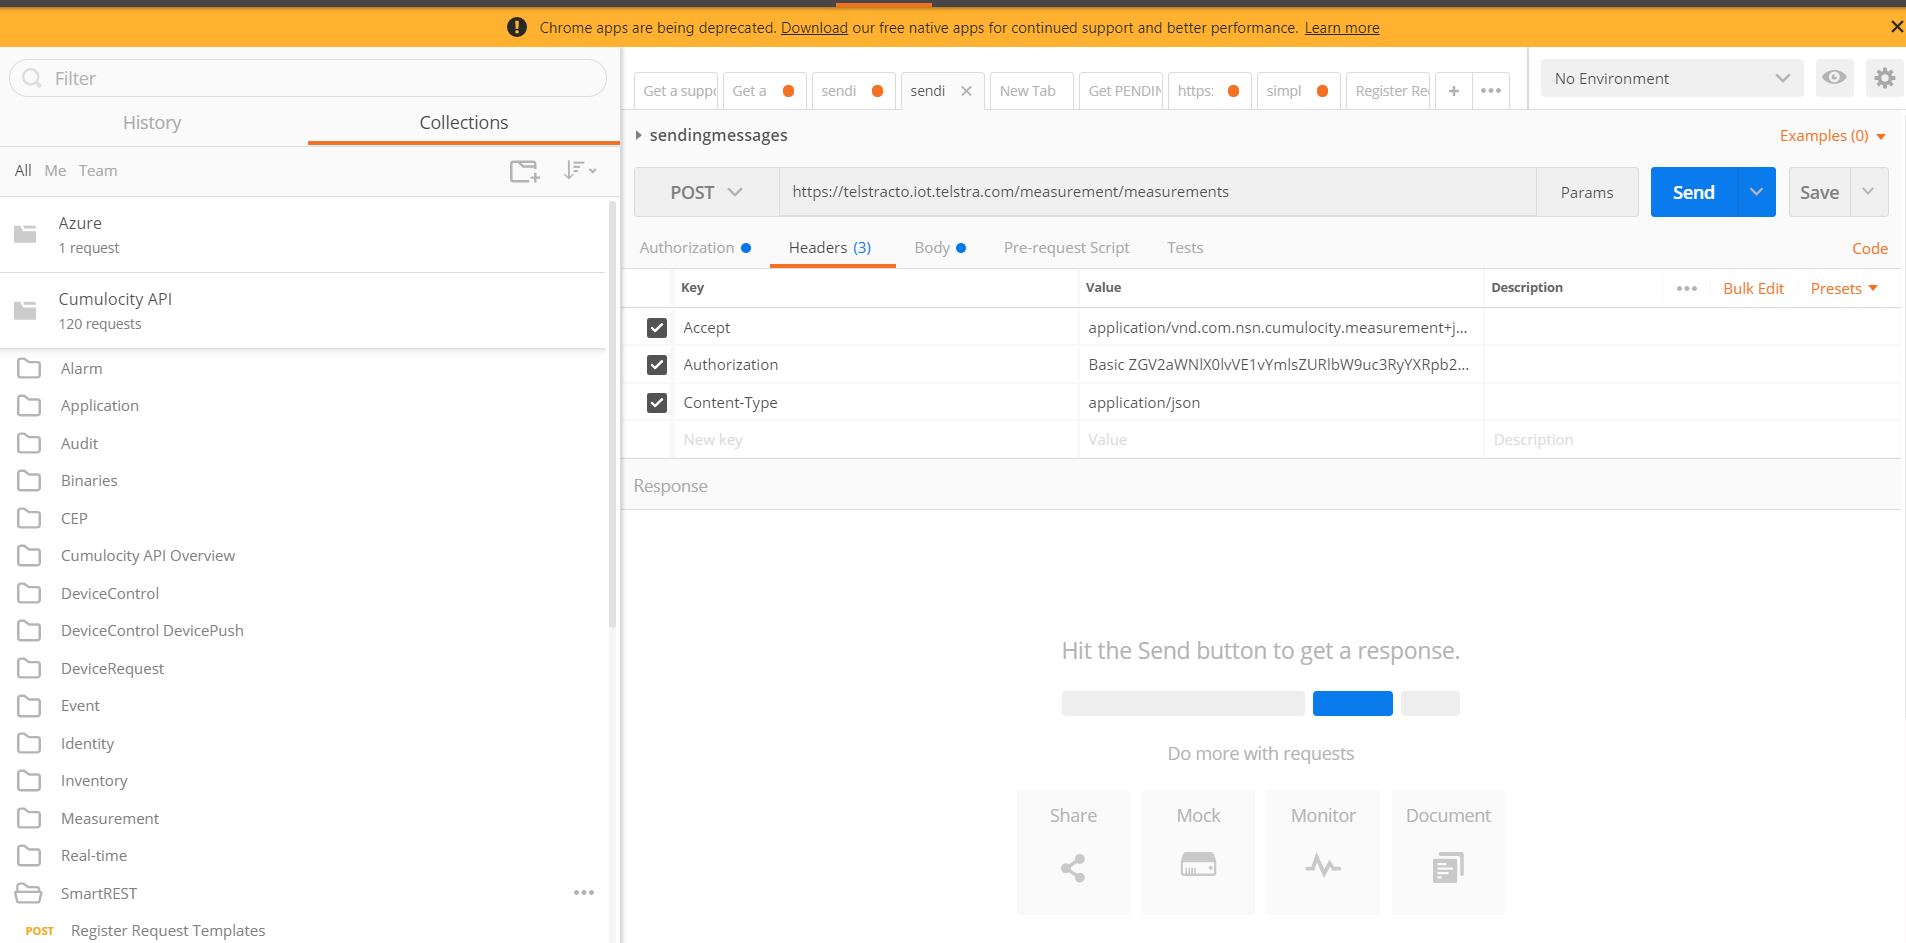 Chrome apps are being deprecated. Download our free native apps for continued support and better performance. Learn more
Filter
History Collections
All Me Team
Azure
1 request
Cumulocity API
120 requests
Alarm
Application
Audit
Binaries
CEP
Cumulocity API Overview
DeviceControl
DeviceControl DevicePush
DeviceRequest
Event
Identity
Inventory
Measurement
Real-time
SmartREST
POST Register Request Templates
Get a suppo Get a sendi sendi New Tab Get PENDIN https: simpl Register Re
No Environment
sendingmessages
Examples (0)
POST https://telstracto.iot.telstra.com/measurement/measurements Params Send Save
Authorization Headers (3) Body Pre-request Script Tests Code
Key Value Description Bulk Edit Presets
Accept application/vnd.com.nsn.cumulocity.measurement+j...
Authorization Basic ZGV2aWNlX0lvVE1vYmlsZURlbW9uc3RyYXRpb2...
Content-Type application/json
New key Value Description
Response
Hit the Send button to get a response.
Do more with requests
Share Mock Monitor Document